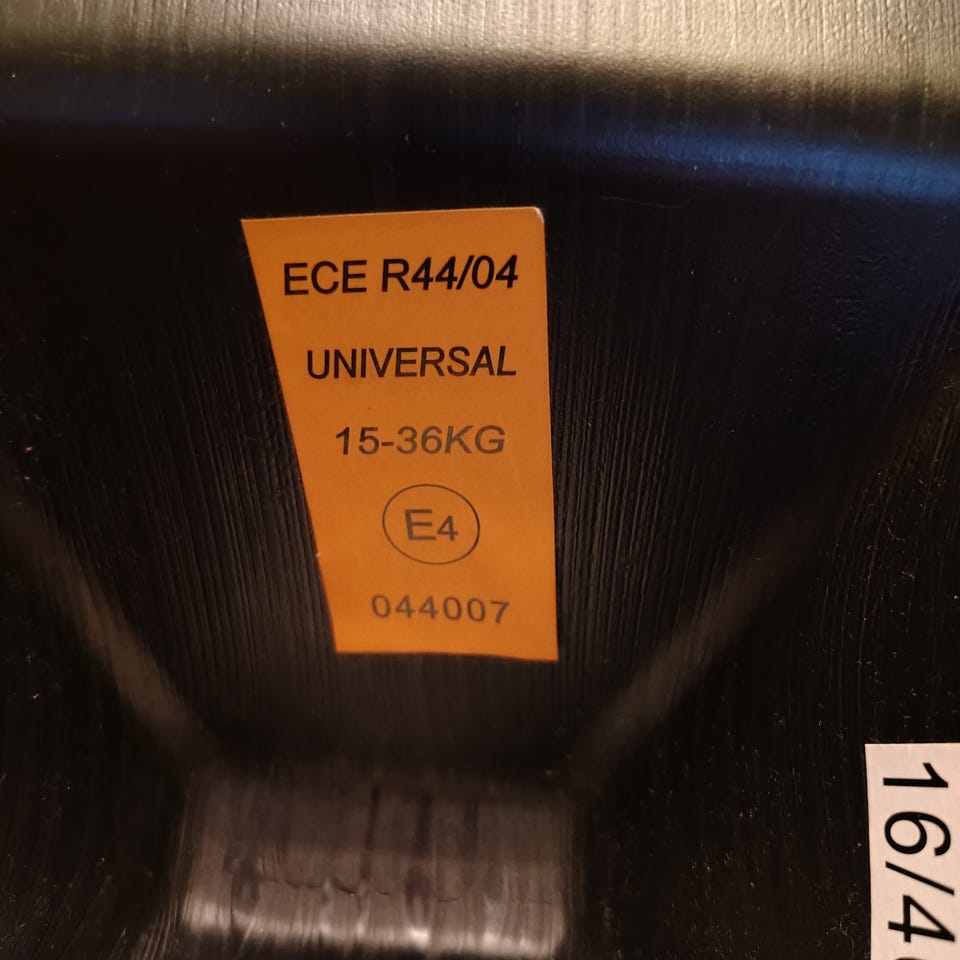 ECE R44/04
UNIVERSAL
15-36KG
E4
044007
16/4